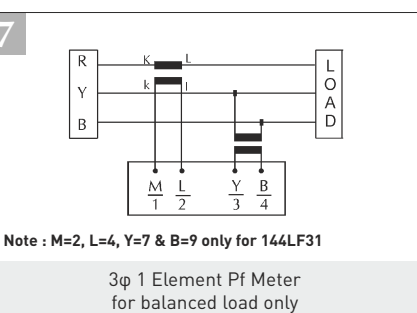 7
R
K
L
Y
k
l
B
L
O
A
D
M L Y B
1 2 3 4
Note : M=2, L=4, Y=7 & B=9 only for 144LF31
3φ 1 Element Pf Meter
for balanced load only